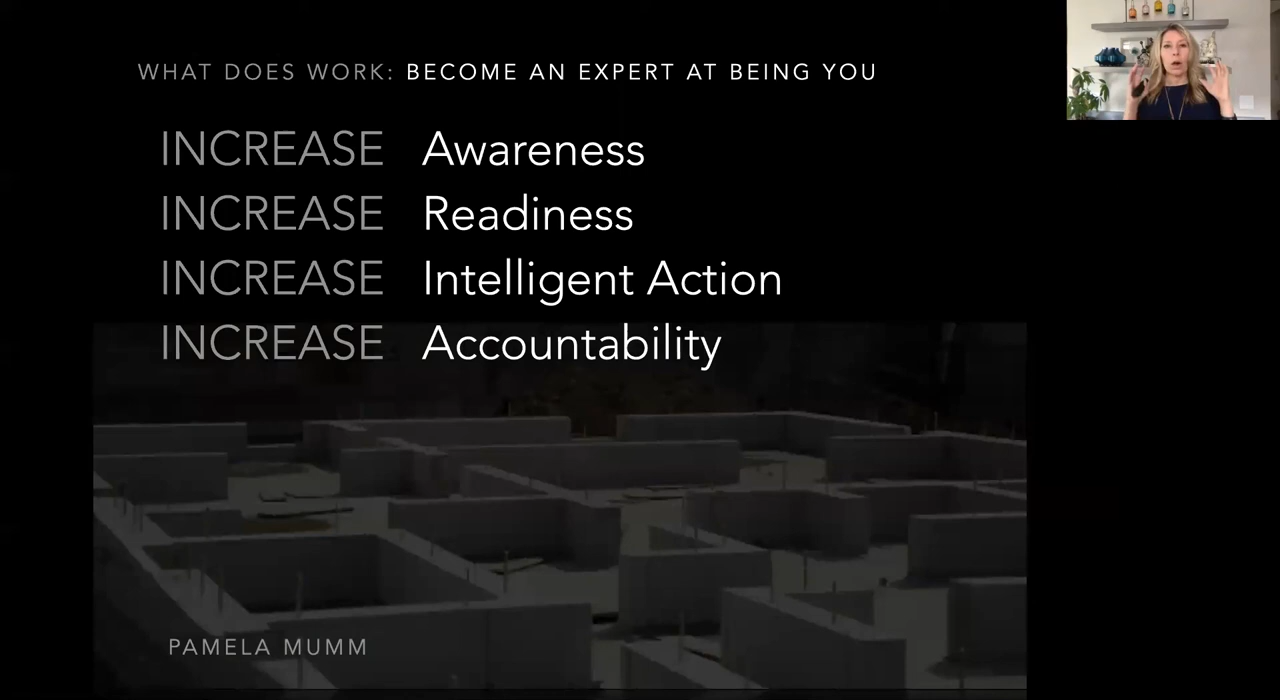 WHAT DOES WORK: BECOME AN EXPERT AT BEING YOU
INCREASE Awareness
INCREASE Readiness
INCREASE Intelligent Action
INCREASE Accountability
PAMELA MUMM